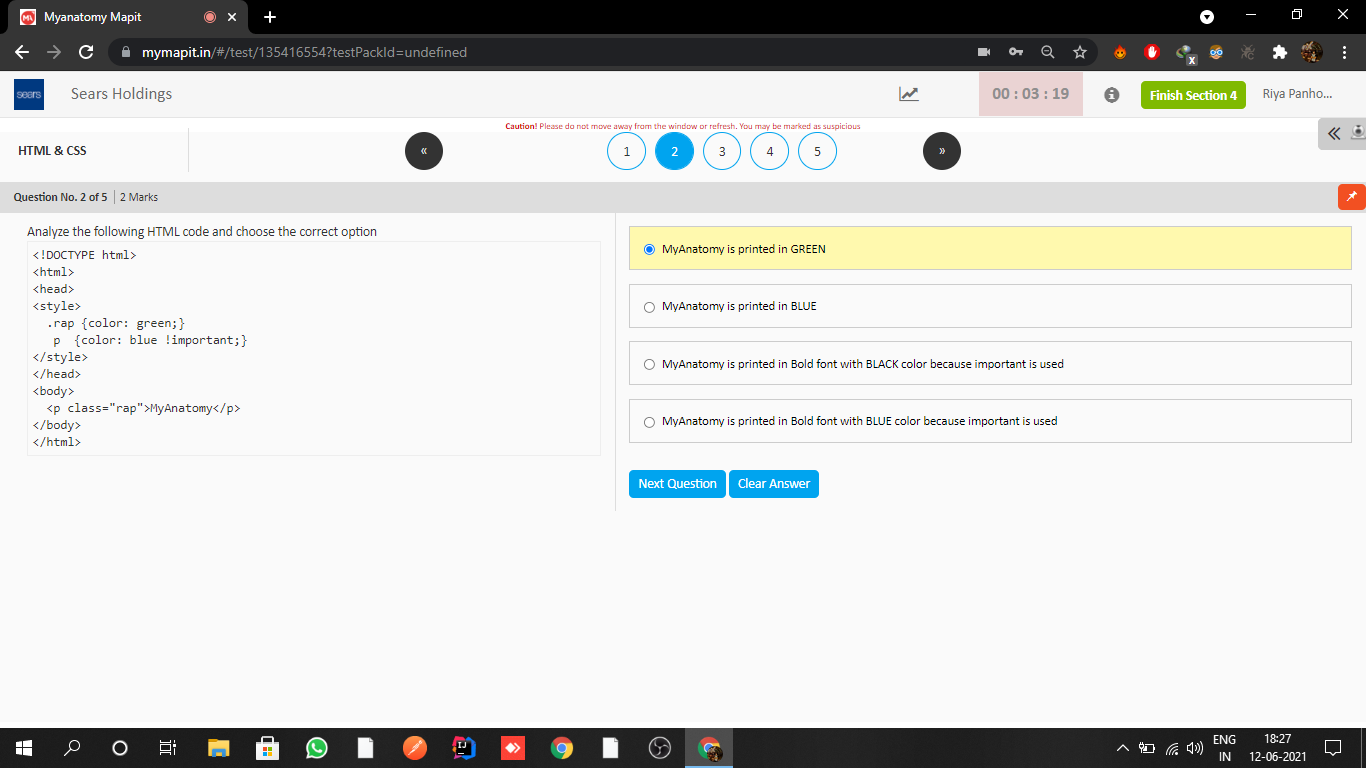 Myanatomy Mapit
mymapit.in/#/test/135416554?testPackId=undefined
sears
Sears Holdings
00 : 03 : 19
Finish Section 4
Riya Panho...
Caution! Please do not move away from the window or refresh, You may be marked as suspicious
HTML & CSS
«
1
2
3
4
5
»
Question No. 2 of 5
2 Marks
Analyze the following HTML code and choose the correct option
<!DOCTYPE html>
<html>
<head>
<style>
.rap {color: green;}
p {color: blue !important;}
</style>
</head>
<body>
<p class="rap">MyAnatomy</p>
</body>
</html>
MyAnatomy is printed in GREEN
MyAnatomy is printed in BLUE
MyAnatomy is printed in Bold font with BLACK color because important is used
MyAnatomy is printed in Bold font with BLUE color because important is used
Next Question
Clear Answer
ENG
IN
18:27
12-06-2021